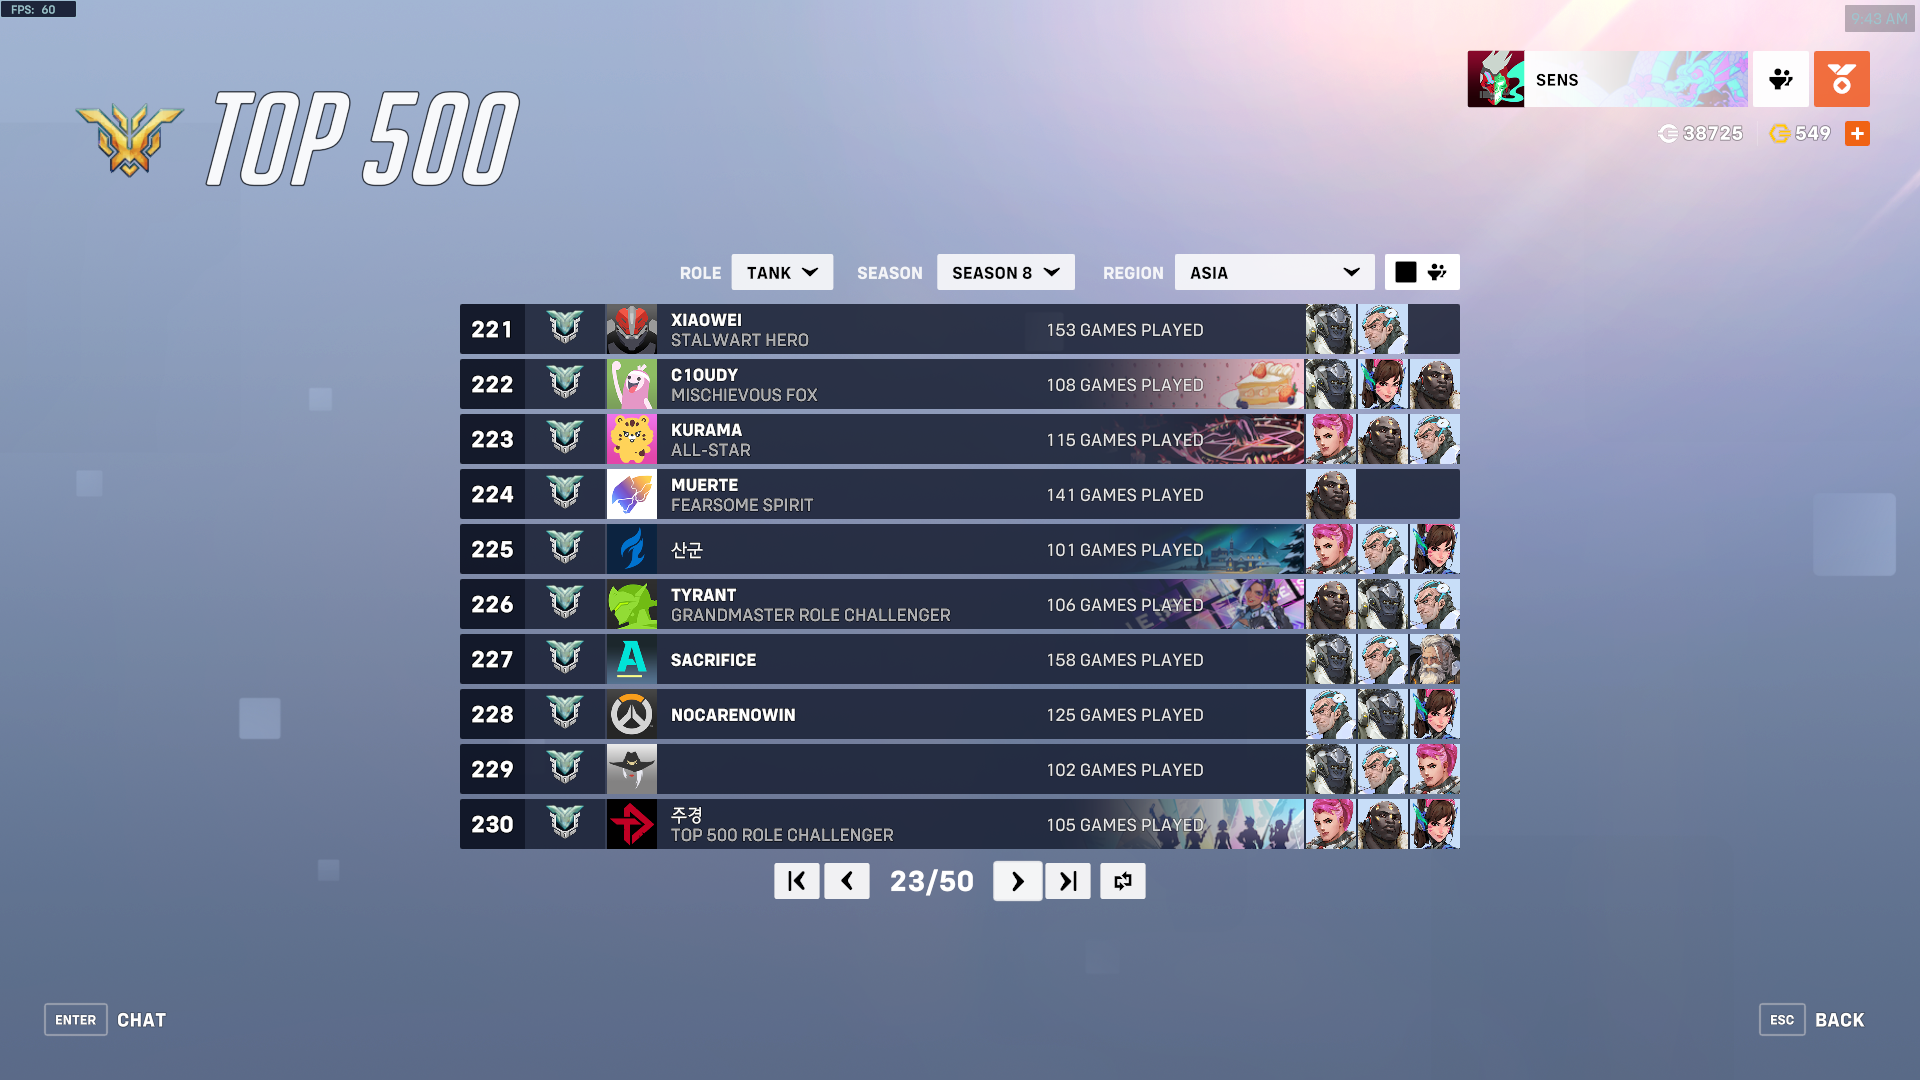 FPS: 60
9:43 AM
TOP 500
SENS
38725
549
ROLE TANK SEASON SEASON 8 REGION ASIA
221 XIAOWEI 153 GAMES PLAYED
STALWART HERO
222 C10UDY 108 GAMES PLAYED
MISCHIEVOUS FOX
223 KURAMA 115 GAMES PLAYED
ALL-STAR
224 MUERTE 141 GAMES PLAYED
FEARSOME SPIRIT
225 산군 101 GAMES PLAYED
226 TYRANT 106 GAMES PLAYED
GRANDMASTER ROLE CHALLENGER
227 SACRIFICE 158 GAMES PLAYED
228 NOCARENOWIN 125 GAMES PLAYED
229 102 GAMES PLAYED
230 주경 105 GAMES PLAYED
TOP 500 ROLE CHALLENGER
23/50
ENTER CHAT
ESC BACK